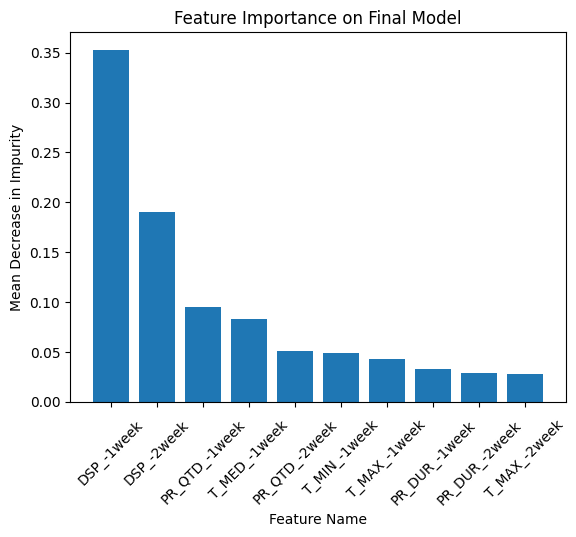 Feature Importance on Final Model
Mean Decrease in Impurity
0.35
0.30
0.25
0.20
0.15
0.10
0.05
0.00
DSP_-1week
DSP_-2week
PR_QTD_-1week
T_MED_-1week
PR_QTD_-2week
T_MIN_-1week
T_MAX_-1week
PR_DUR_-1week
PR_DUR_-2week
T_MAX_-2week
Feature Name